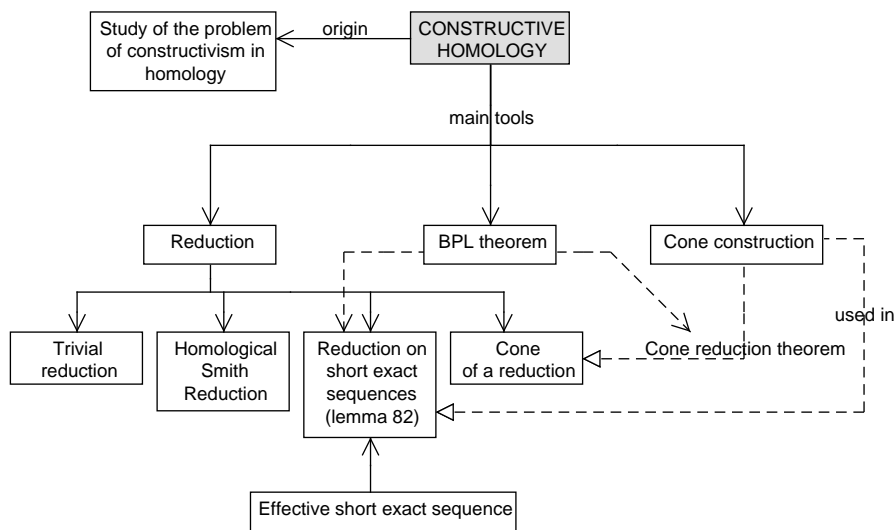 Study of the problem
of constructivism in
homology
origin
CONSTRUCTIVE
HOMOLOGY
main tools
Reduction
BPL theorem
Cone construction
used in
Trivial
reduction
Homological
Smith
Reduction
Reduction on
short exact
sequences
(lemma 82)
Cone
of a reduction
Cone reduction theorem
Effective short exact sequence